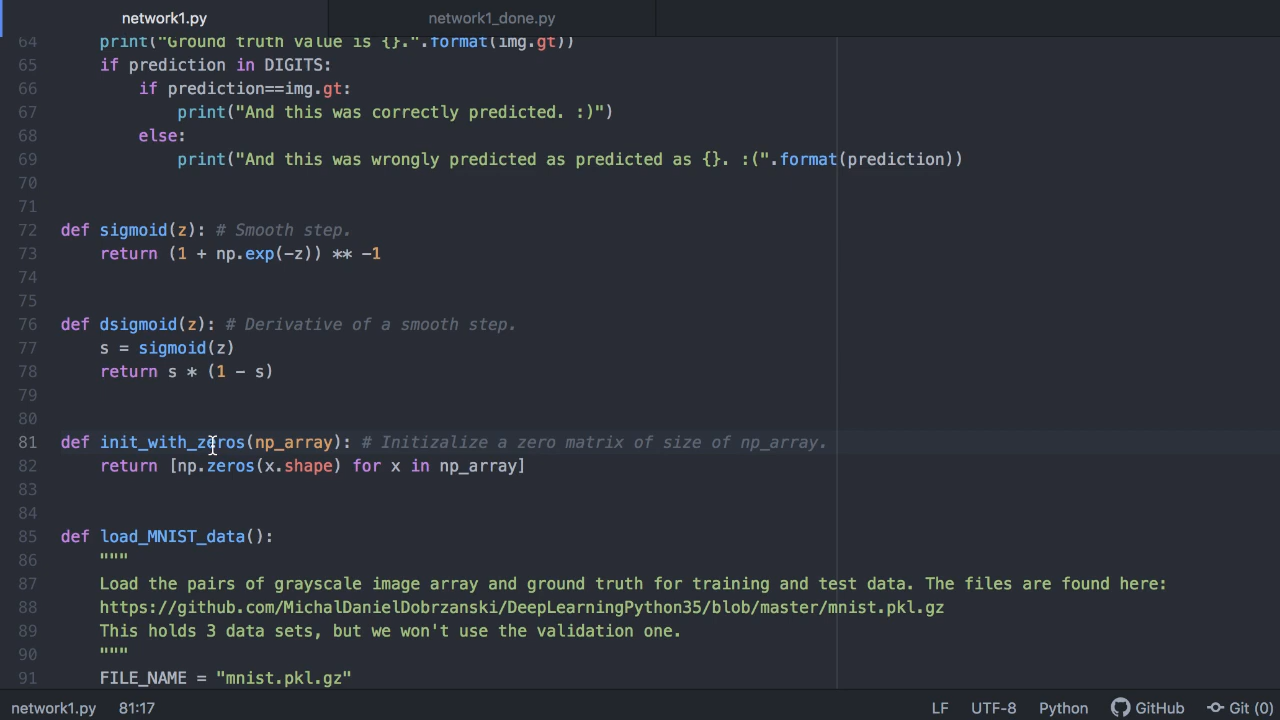 network1.py network1_done.py
64 print("Ground truth value is {}.".format(img.gt))
65 if prediction in DIGITS:
66 if prediction==img.gt:
67 print("And this was correctly predicted. :)")
68 else:
69 print("And this was wrongly predicted as predicted as {}. :(".format(prediction))
70
71
72 def sigmoid(z): # Smooth step.
73 return (1 + np.exp(-z)) ** -1
74
75
76 def dsigmoid(z): # Derivative of a smooth step.
77 s = sigmoid(z)
78 return s * (1 - s)
79
80
81 def init_with_zeros(np_array): # Initizalize a zero matrix of size of np_array.
82 return [np.zeros(x.shape) for x in np_array]
83
84
85 def load_MNIST_data():
86 """
87 Load the pairs of grayscale image array and ground truth for training and test data. The files are found here:
88 https://github.com/MichalDanielDobrzanski/DeepLearningPython35/blob/master/mnist.pkl.gz
89 This holds 3 data sets, but we won't use the validation one.
90 """
91 FILE_NAME = "mnist.pkl.gz"
network1.py 81:17 LF UTF-8 Python GitHub Git (0)